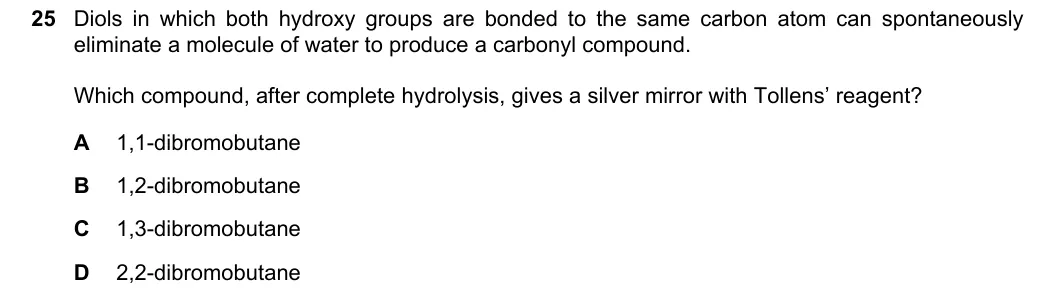 25 Diols in which both hydroxy groups are bonded to the same carbon atom can spontaneously
eliminate a molecule of water to produce a carbonyl compound.
Which compound, after complete hydrolysis, gives a silver mirror with Tollens’ reagent?
A 1,1-dibromobutane
B 1,2-dibromobutane
C 1,3-dibromobutane
D 2,2-dibromobutane